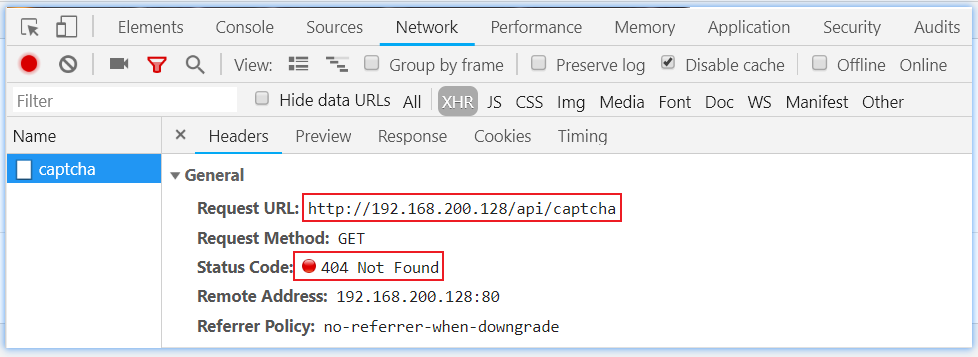 Elements Console Sources Network Performance Memory Application Security Audits
View: Group by frame Preserve log Disable cache Offline Online
Filter Hide data URLs All XHR JS CSS Img Media Font Doc WS Manifest Other
Name × Headers Preview Response Cookies Timing
captcha
General
Request URL: http://192.168.200.128/api/captcha
Request Method: GET
Status Code: 404 Not Found
Remote Address: 192.168.200.128:80
Referrer Policy: no-referrer-when-downgrade